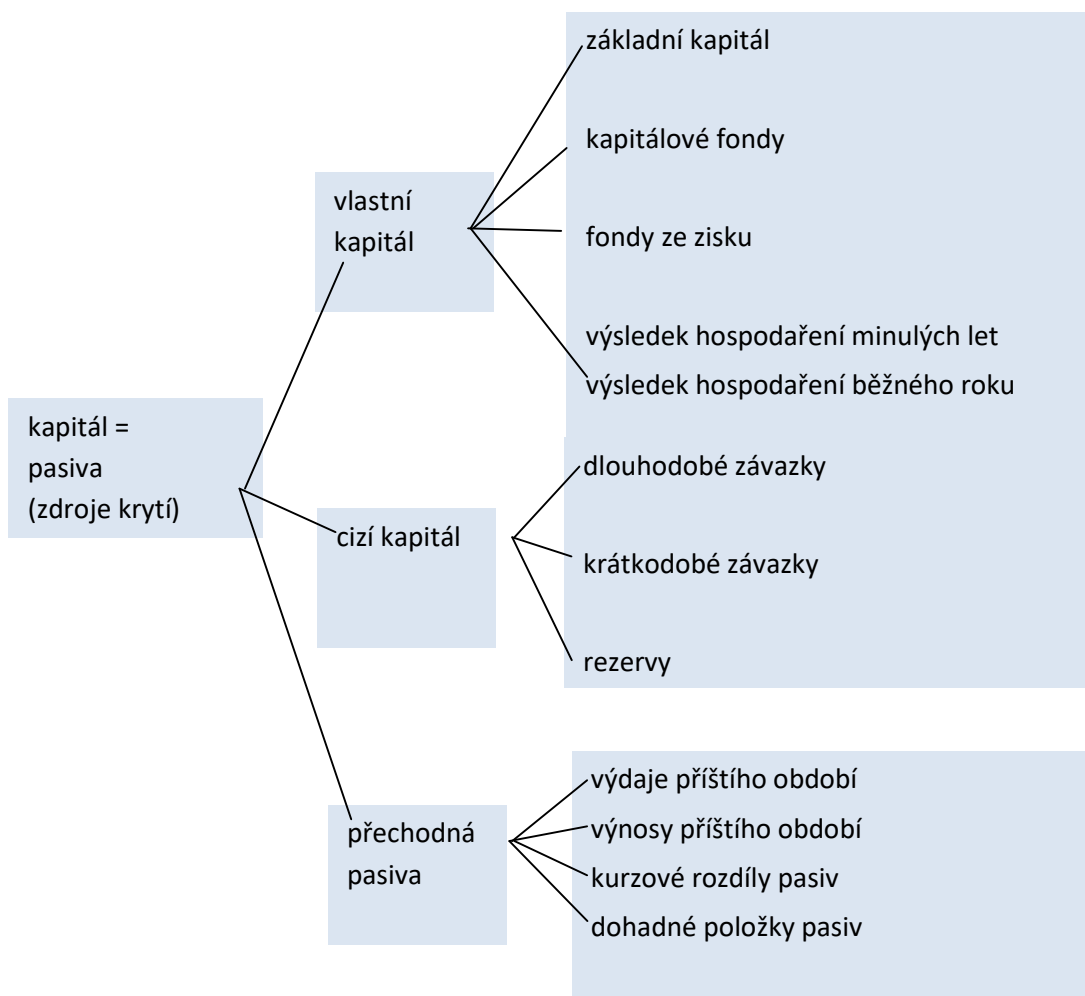 základní kapitál
kapitálové fondy
vlastní
kapitál
fondy ze zisku
výsledek hospodaření minulých let
výsledek hospodaření běžného roku
kapitál =
pasiva
(zdroje krytí)
dlouhodobé závazky
cizí kapitál
krátkodobé závazky
rezervy
výdaje příštího období
výnosy příštího období
přechodná
pasiva
kurzové rozdíly pasiv
dohadné položky pasiv